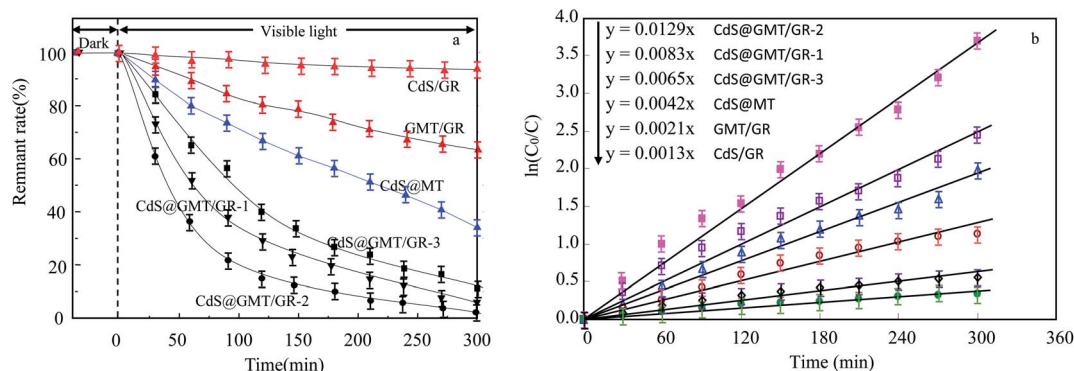 Dark
Visible light
a
CdS/GR
GMT/GR
CdS@MT
CdS@GMT/GR-1
CdS@GMT/GR-3
CdS@GMT/GR-2
Remnant rate(%)
100
80
60
40
20
0
0 50 100 150 200 250 300
Time(min)
b
y = 0.0129x CdS@GMT/GR-2
y = 0.0083x CdS@GMT/GR-1
y = 0.0065x CdS@GMT/GR-3
y = 0.0042x CdS@MT
y = 0.0021x GMT/GR
y = 0.0013x CdS/GR
ln(C0/C)
4.0
3.5
3.0
2.5
2.0
1.5
1.0
0.5
0.0
0 60 120 180 240 300 360
Time (min)